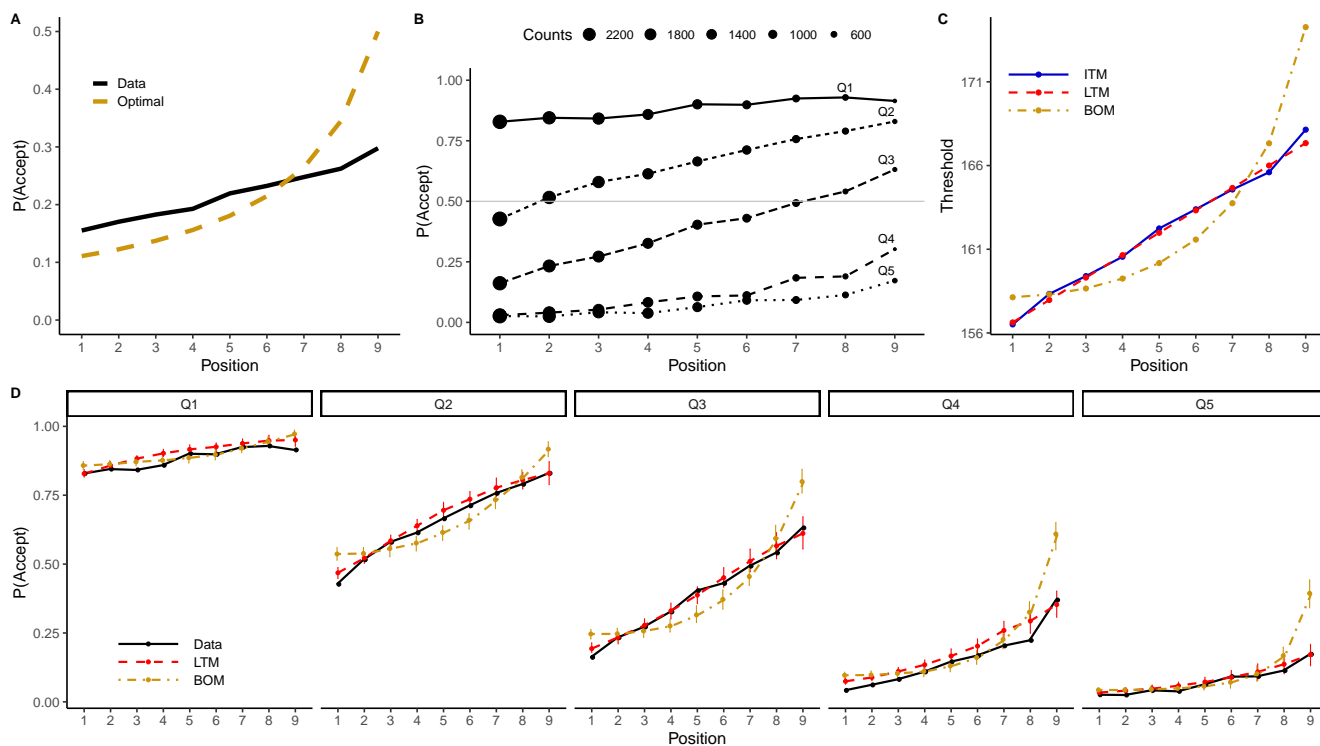 A
P(Accept)
0.5
0.4
0.3
0.2
0.1
0.0
Data
Optimal
1 2 3 4 5 6 7 8 9
Position
B
Counts 2200 1800 1400 1000 600
P(Accept)
1.00
0.75
0.50
0.25
0.00
Q1
Q2
Q3
Q4
Q5
1 2 3 4 5 6 7 8 9
Position
C
Threshold
171
166
161
156
ITM
LTM
BOM
1 2 3 4 5 6 7 8 9
Position
D
Q1 Q2 Q3 Q4 Q5
P(Accept)
1.00
0.75
0.50
0.25
0.00
Data
LTM
BOM
1 2 3 4 5 6 7 8 9 1 2 3 4 5 6 7 8 9 1 2 3 4 5 6 7 8 9 1 2 3 4 5 6 7 8 9 1 2 3 4 5 6 7 8 9
Position